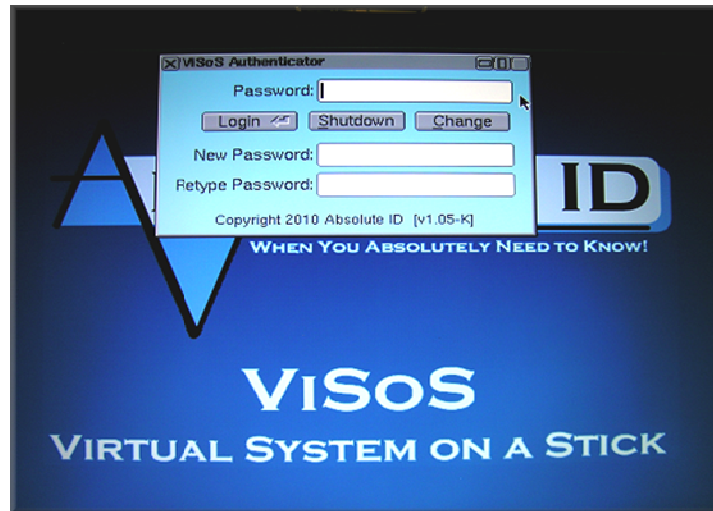 ViSoS Authenticator
Password:
Login Shutdown Change
New Password:
Retype Password:
Copyright 2010 Absolute ID [v1.05-K]
ID
WHEN YOU ABSOLUTELY NEED TO KNOW!
VISOS
VIRTUAL SYSTEM ON A STICK